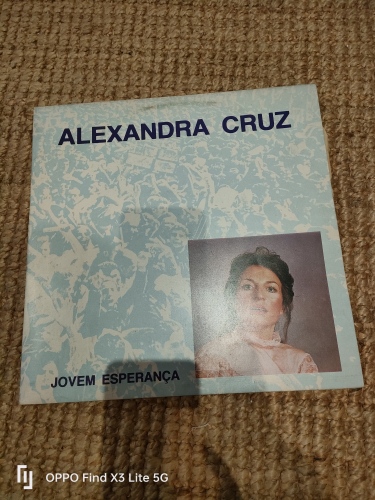 ALEXANDRA CRUZ
JOVEM ESPERANÇA
OPPO Find X3 Lite 5G